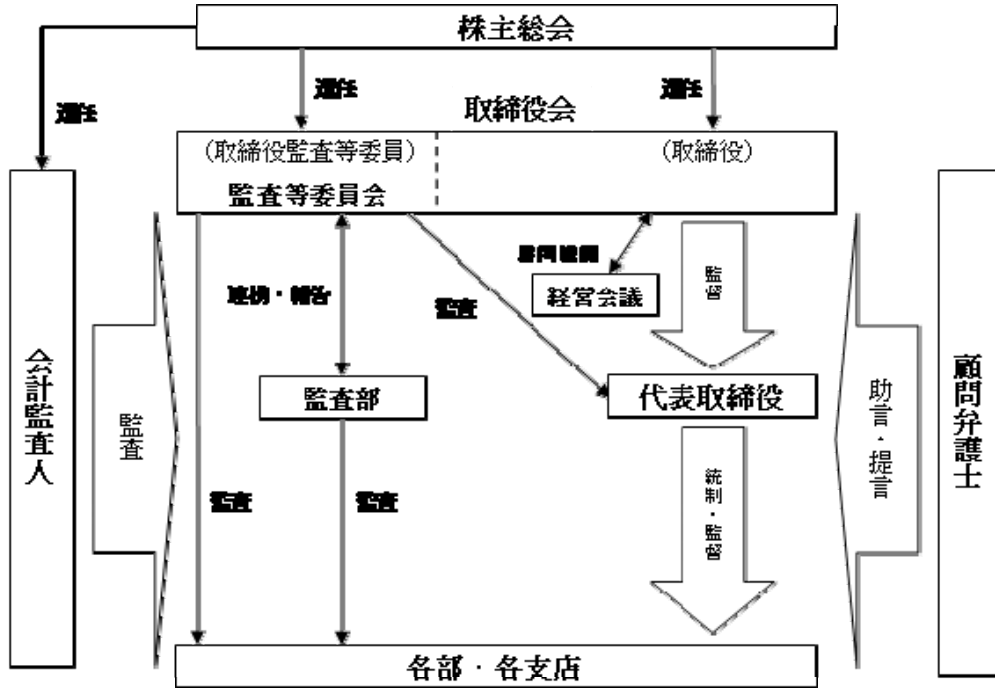 株主総会
選任
選任
選任
取締役会
(取締役監査等委員)
(取締役)
監査等委員会
諮問機関
経営会議
監督
連携・報告
監査
会計監査人
監査
監査部
代表取締役
助言・提言
顧問弁護士
監査
監査
統制・監督
各部・各支店